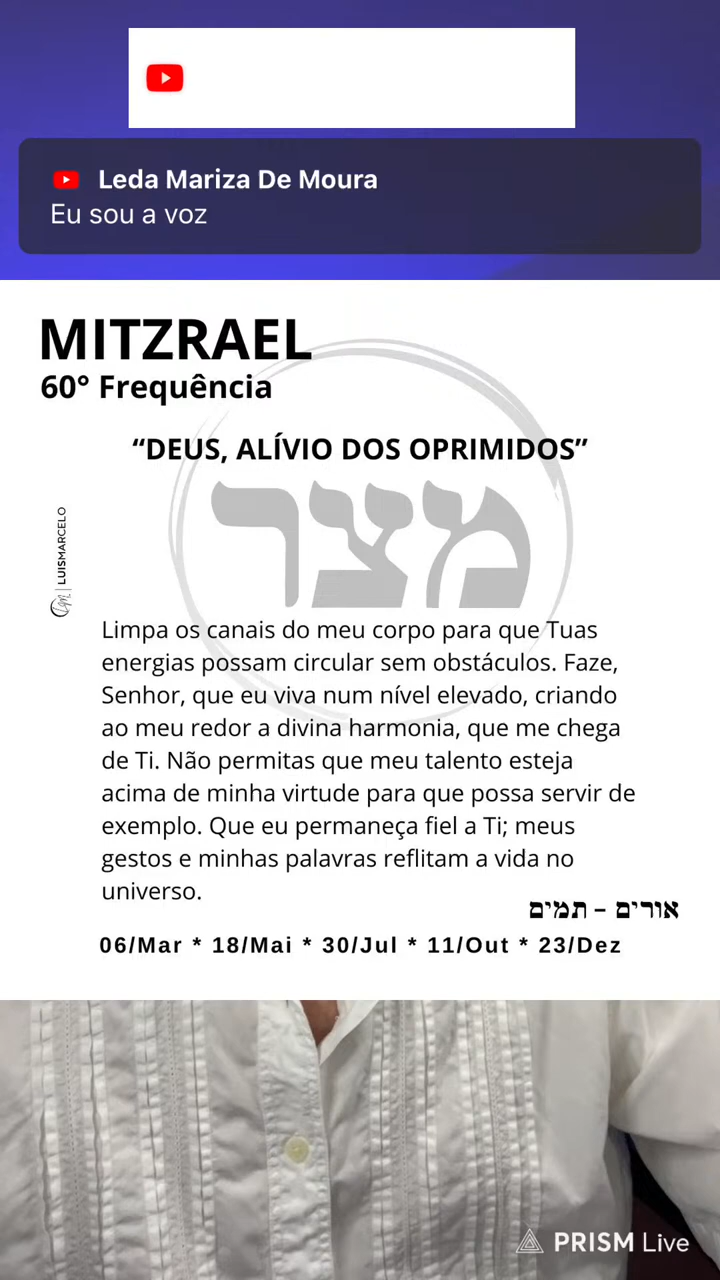 Leda Mariza De Moura
Eu sou a voz
MITZRAEL
60° Frequência
“DEUS, ALÍVIO DOS OPRIMIDOS”
מצר
LUISMARCELO
Limpa os canais do meu corpo para que Tuas
energias possam circular sem obstáculos. Faze,
Senhor, que eu viva num nível elevado, criando
ao meu redor a divina harmonia, que me chega
de Ti. Não permitas que meu talento esteja
acima de minha virtude para que possa servir de
exemplo. Que eu permaneça fiel a Ti; meus
gestos e minhas palavras reflitam a vida no
universo.
אורים – תמים
06/Mar * 18/Mai * 30/Jul * 11/Out * 23/Dez
PRISM Live